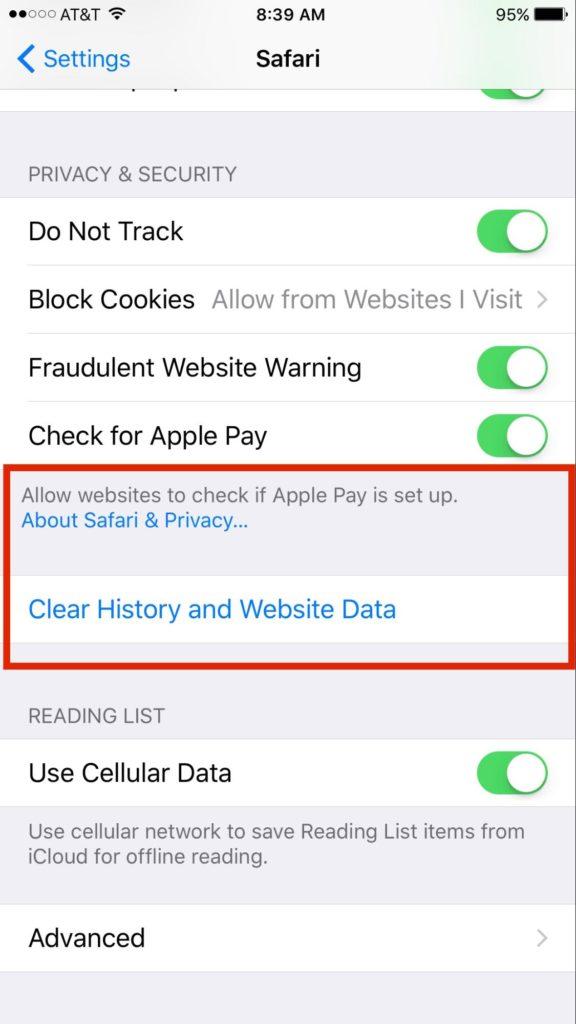 AT&T 8:39 AM 95%
Settings Safari
PRIVACY & SECURITY
Do Not Track
Block Cookies Allow from Websites I Visit
Fraudulent Website Warning
Check for Apple Pay
Allow websites to check if Apple Pay is set up.
About Safari & Privacy...
Clear History and Website Data
READING LIST
Use Cellular Data
Use cellular network to save Reading List items from
iCloud for offline reading.
Advanced